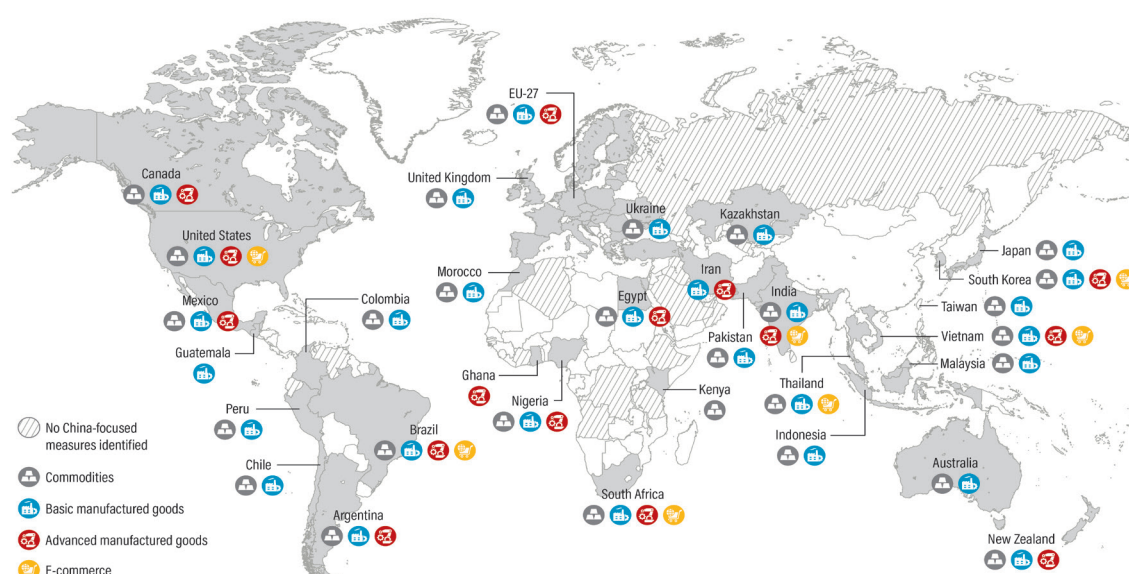 EU-27
Canada
United Kingdom
Ukraine
Kazakhstan
United States
Japan
Morocco
Iran
South Korea
Mexico
Colombia
Egypt
India
Taiwan
Pakistan
Vietnam
Guatemala
Malaysia
Ghana
Thailand
Kenya
Nigeria
Peru
No China-focused
measures identified
Brazil
Indonesia
Chile
Australia
Commodities
South Africa
Basic manufactured goods
Argentina
Advanced manufactured goods
New Zealand
E-commerce